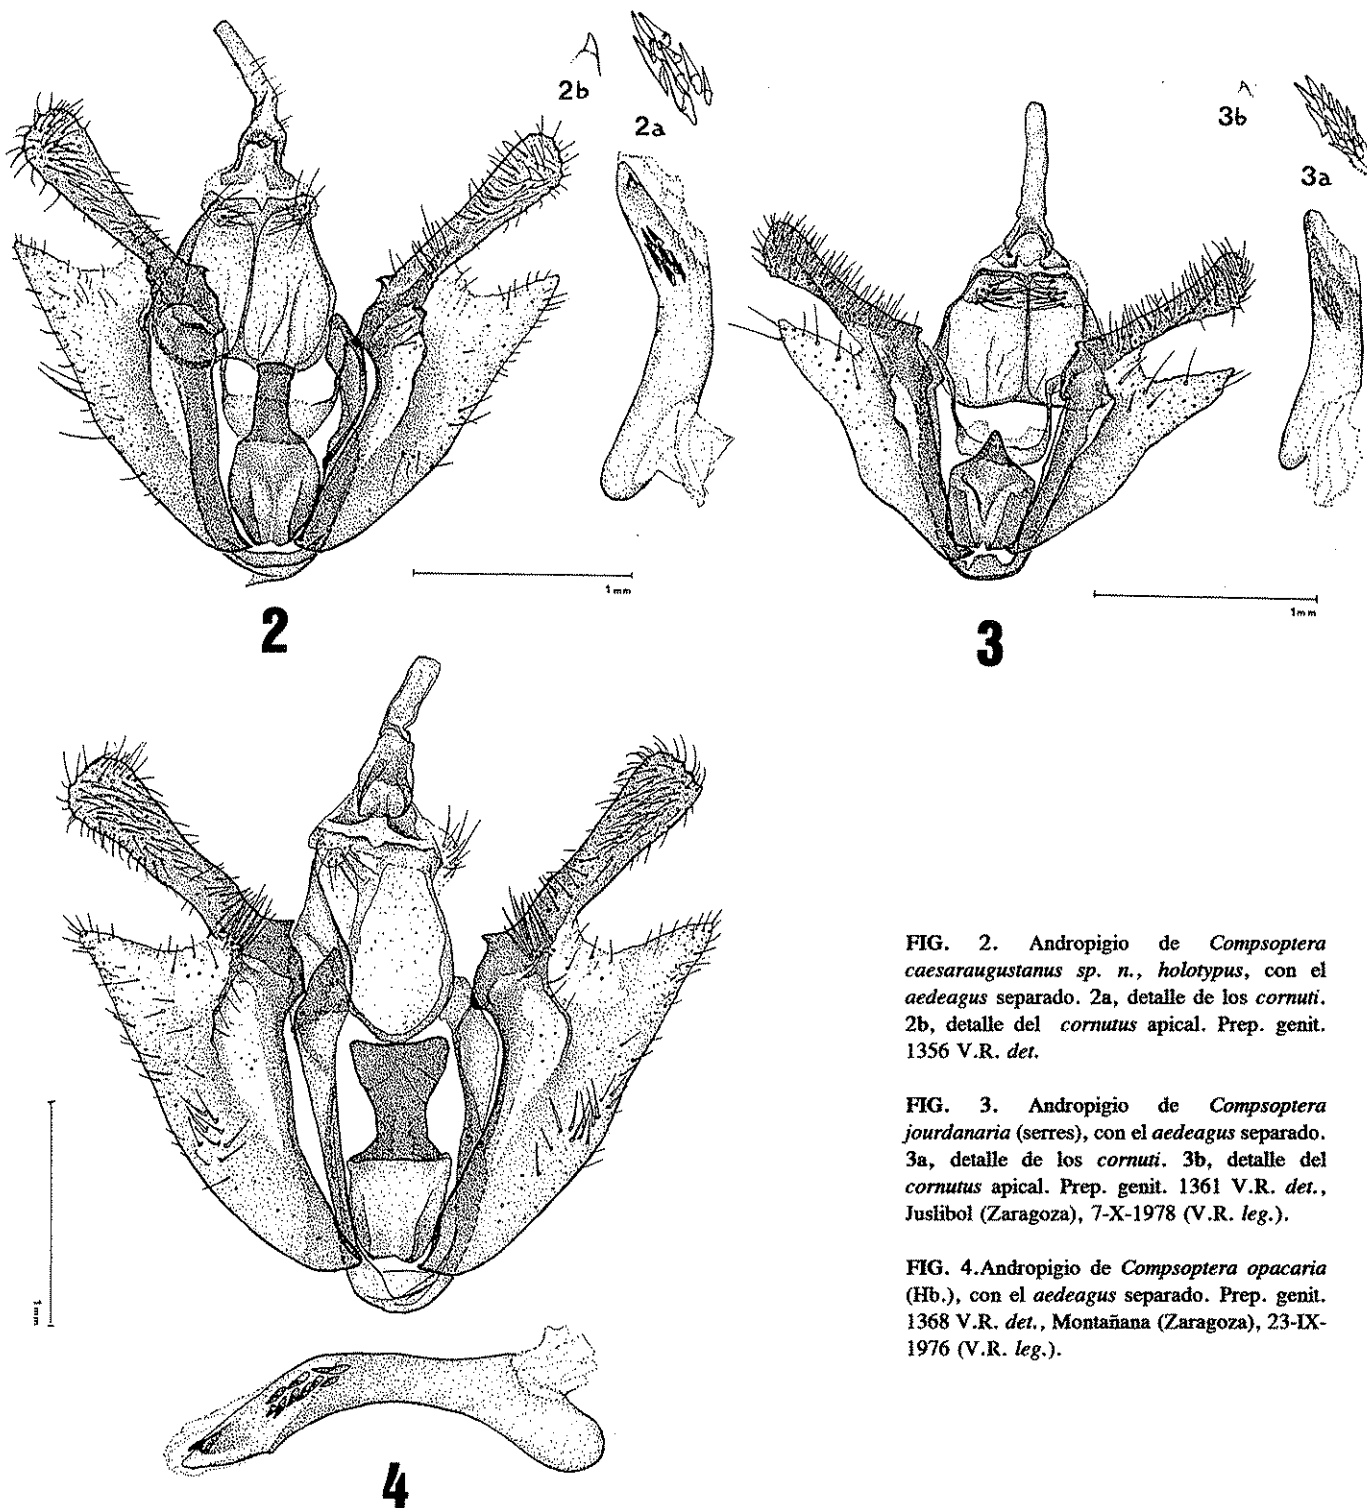 2b
2a
3b
3a
1mm
2
1mm
3
1mm
4
FIG. 2. Andropigio de Compsoptera
caesaraugustanus sp. n., holotypus, con el
aedeagus separado. 2a, detalle de los cornuti.
2b, detalle del cornutus apical. Prep. genit.
1356 V.R. det.
FIG. 3. Andropigio de Compsoptera
jourdanaria (serres), con el aedeagus separado.
3a, detalle de los cornuti. 3b, detalle del
cornutus apical. Prep. genit. 1361 V.R. det.,
Juslibol (Zaragoza), 7-X-1978 (V.R. leg.).
FIG. 4.Andropigio de Compsoptera opacaria
(Hb.), con el aedeagus separado. Prep. genit.
1368 V.R. det., Montañana (Zaragoza), 23-IX-
1976 (V.R. leg.).